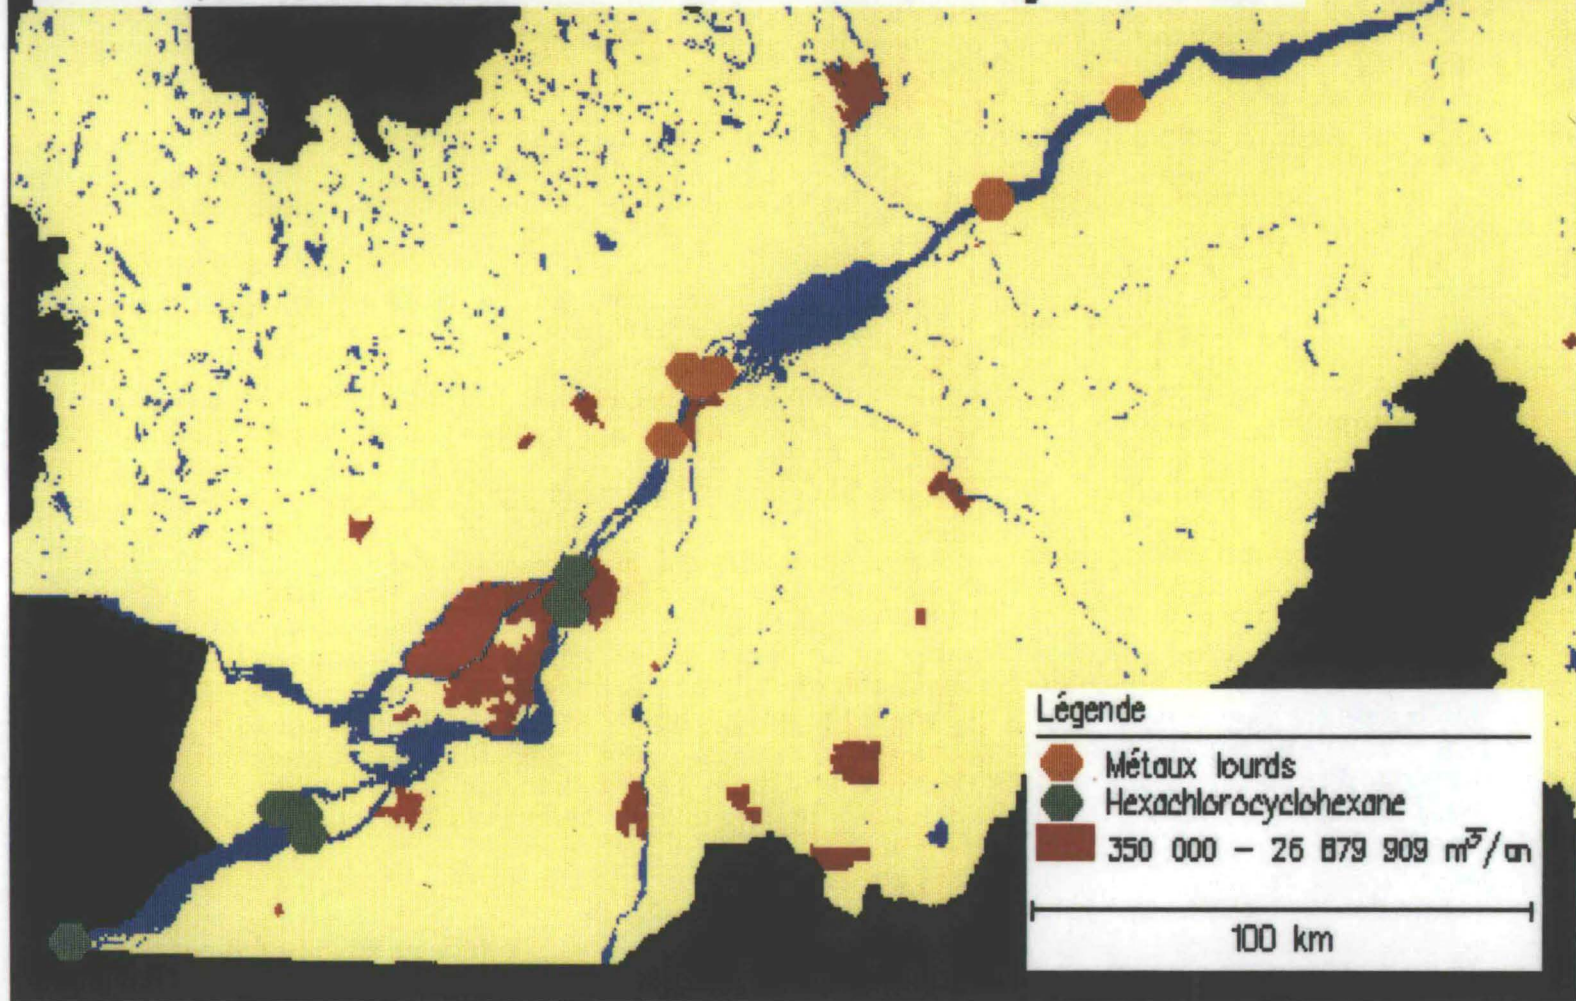 Légende
Métaux lourds
Hexachlorocyclohexane
350 000 - 26 879 909 m³/an
100 km